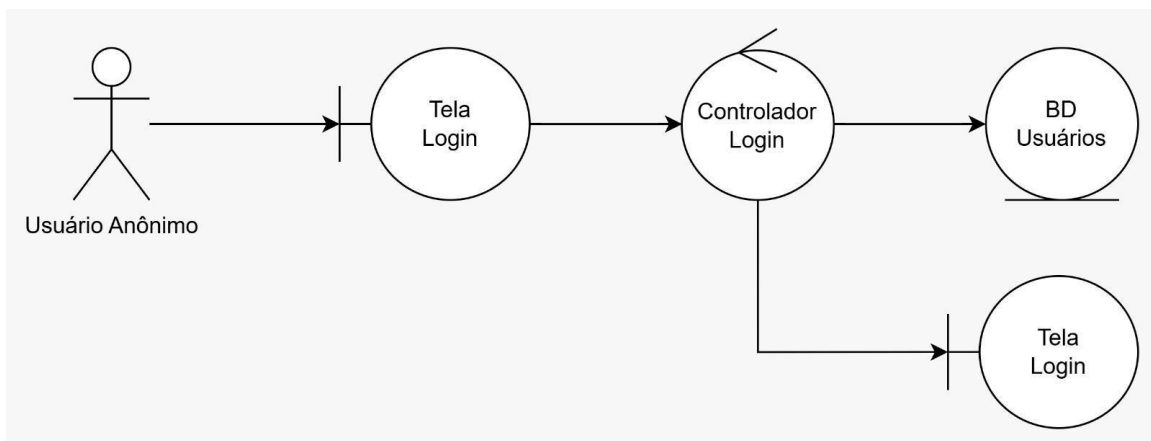 Tela
Login
Controlador
Login
BD
Usuários
Usuário Anônimo
Tela
Login